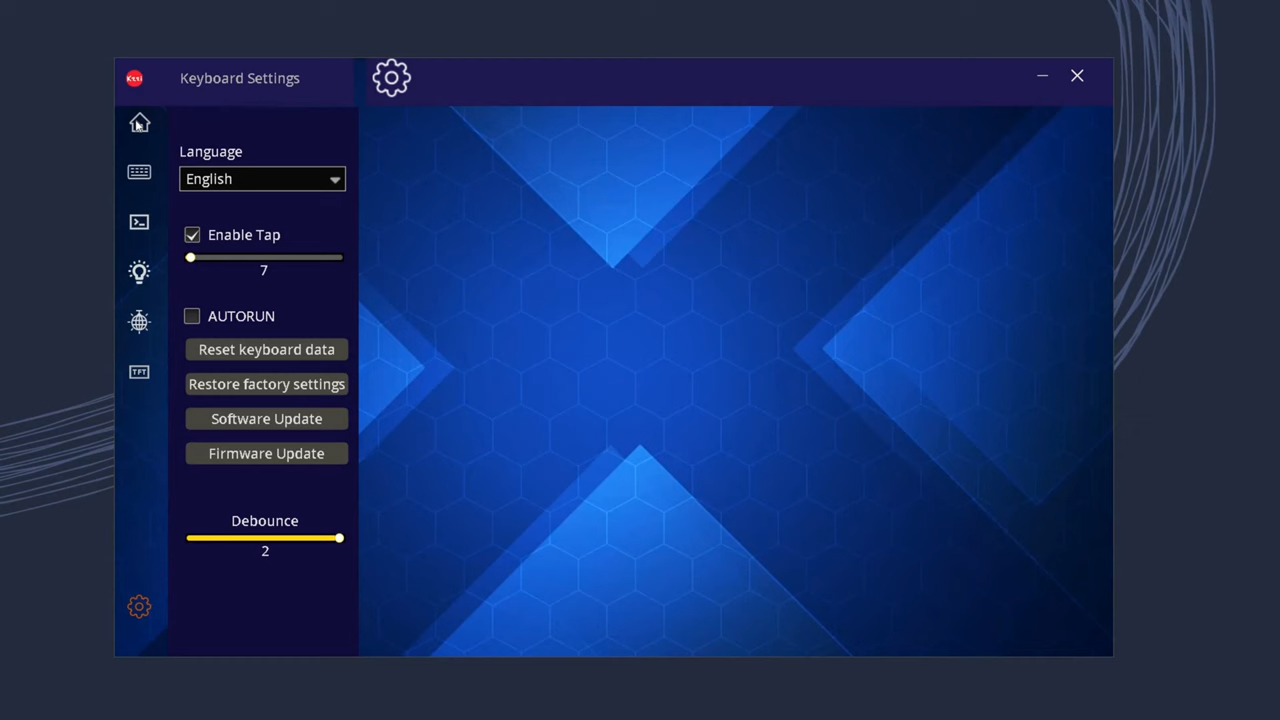 Keyboard Settings
Language
English
Enable Tap
7
AUTORUN
Reset keyboard data
Restore factory settings
Software Update
Firmware Update
TFT
Debounce
2